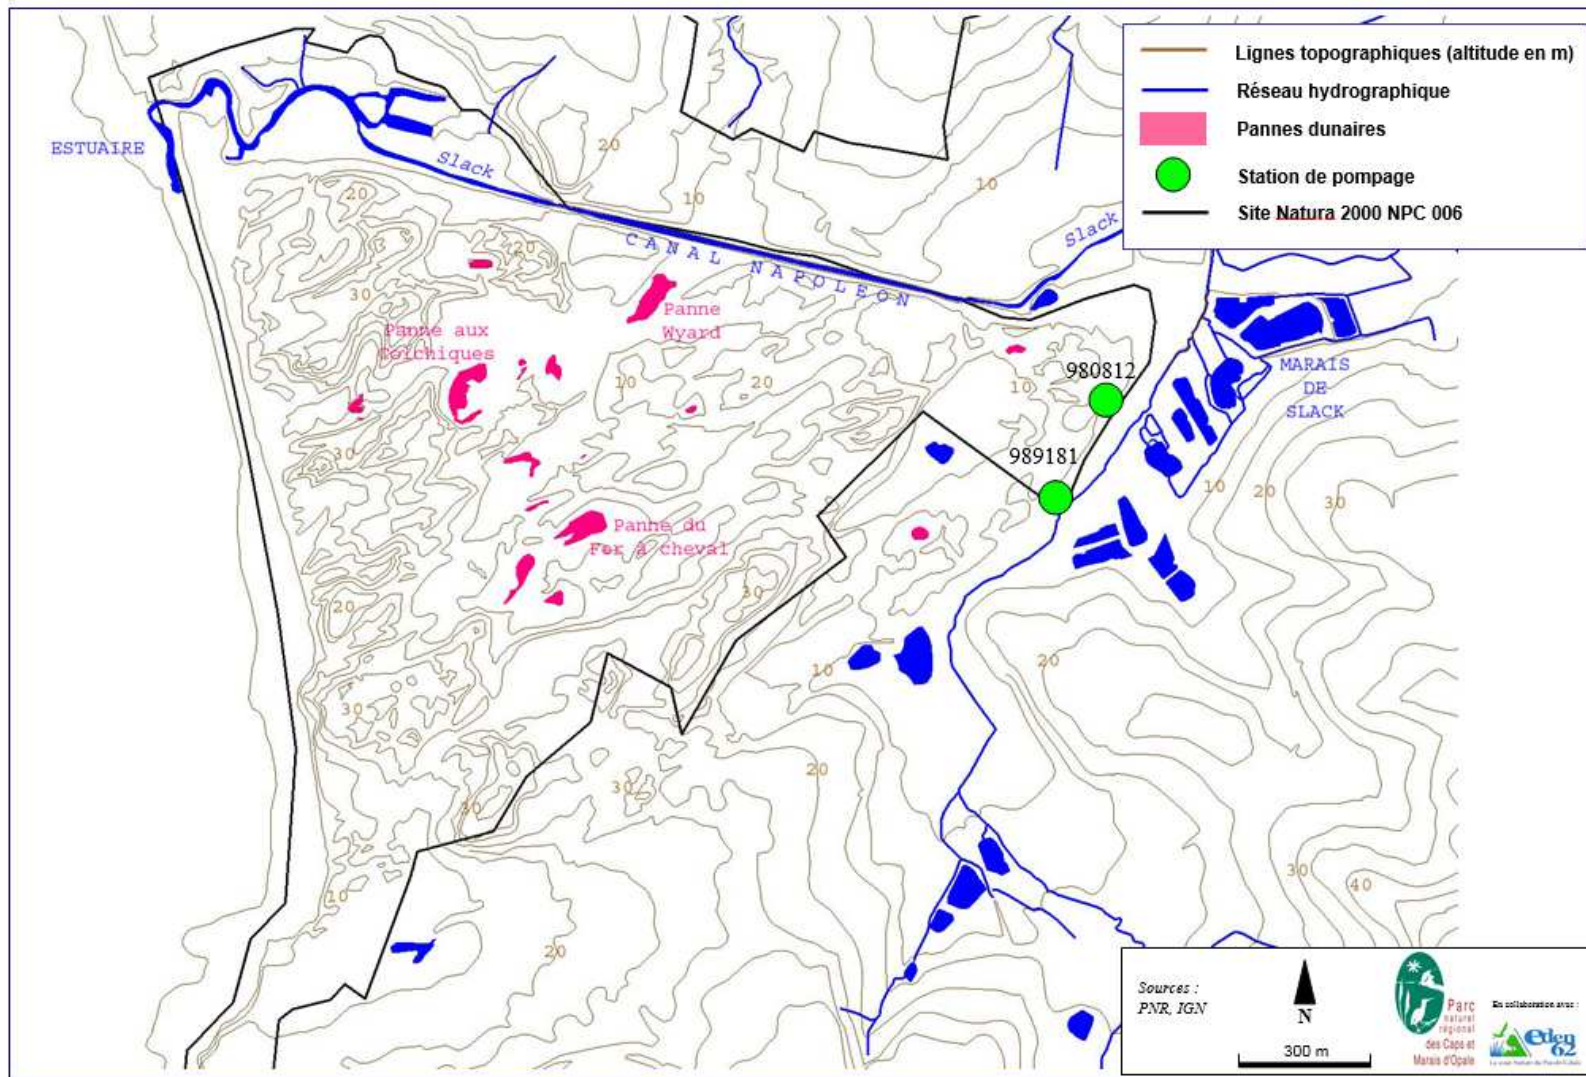 Lignes topographiques (altitude en m)
Réseau hydrographique
Pannes dunaires
Station de pompage
Site Natura 2000 NPC 006
ESTUAIRE
Slack
CANAL NAPOLEON
Slack
20
10
10
20
20
30
Panne aux
Colchiques
Panne
Wyard
10
20
10
980812
989181
MARAIS
DE
SLACK
30
10
20
30
Panne du
Fer à cheval
20
30
10
20
30
20
30
30
10
20
30
40
Sources :
PNR, IGN
N
300 m
Parc
naturel
régional
des Caps et
Marais d'Opale
En collaboration avec :
eden
62